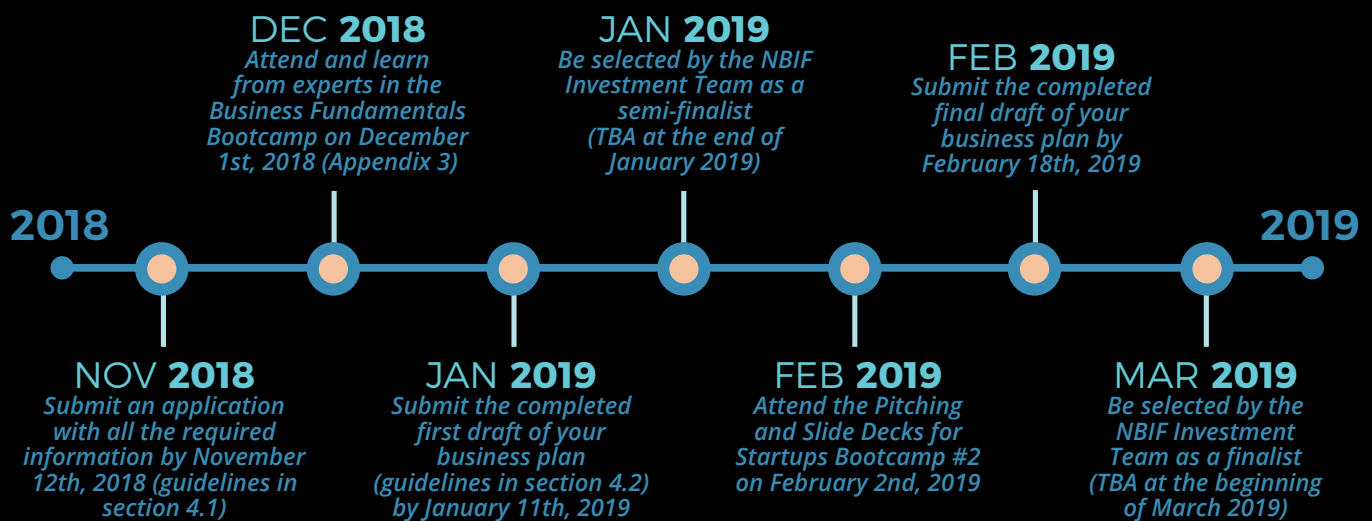 DEC 2018
Attend and learn
from experts in the
Business Fundamentals
Bootcamp on December
1st, 2018 (Appendix 3)
JAN 2019
Be selected by the NBIF
Investment Team as a
semi-finalist
(TBA at the end of
January 2019)
FEB 2019
Submit the completed
final draft of your
business plan by
February 18th, 2019
2018
2019
NOV 2018
Submit an application
with all the required
information by November
12th, 2018 (guidelines in
section 4.1)
JAN 2019
Submit the completed
first draft of your
business plan
(guidelines in section 4.2)
by January 11th, 2019
FEB 2019
Attend the Pitching
and Slide Decks for
Startups Bootcamp #2
on February 2nd, 2019
MAR 2019
Be selected by the
NBIF Investment
Team as a finalist
(TBA at the beginning
of March 2019)